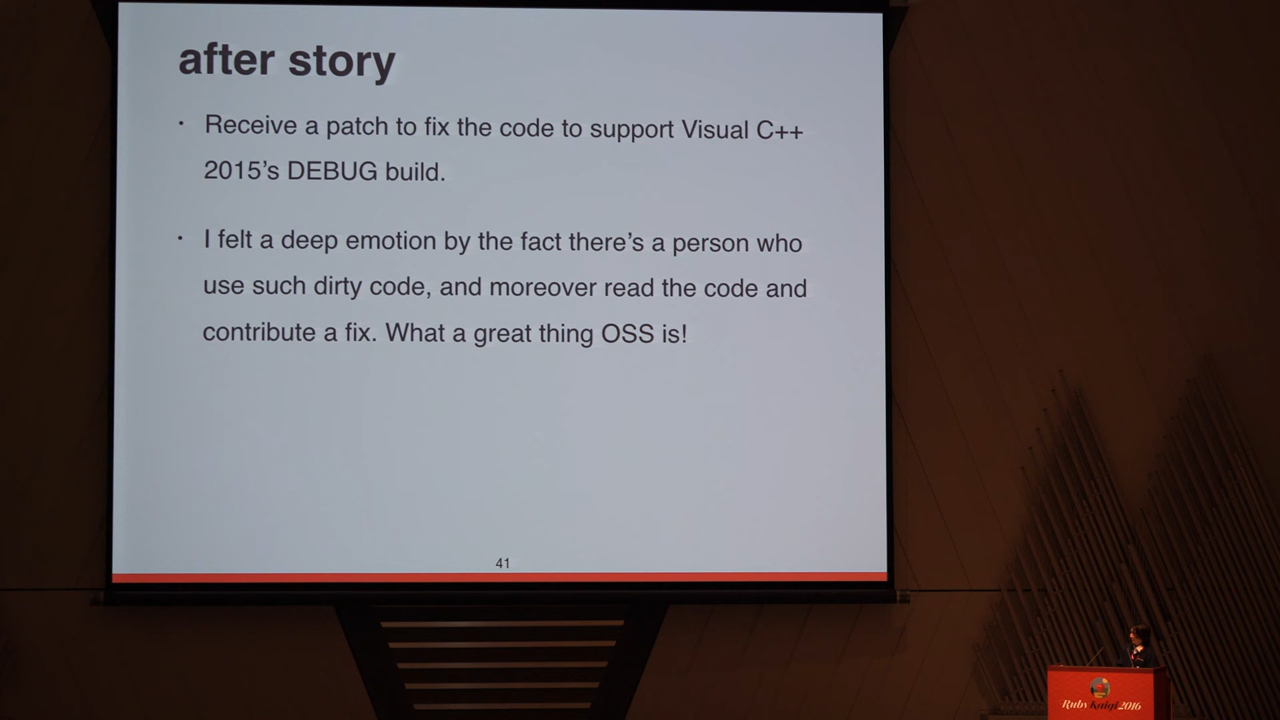 after story
· Receive a patch to fix the code to support Visual C++
2015's DEBUG build.
· I felt a deep emotion by the fact there's a person who
use such dirty code, and moreover read the code and
contribute a fix. What a great thing OSS is!
41
Ruby Kaigi 2016